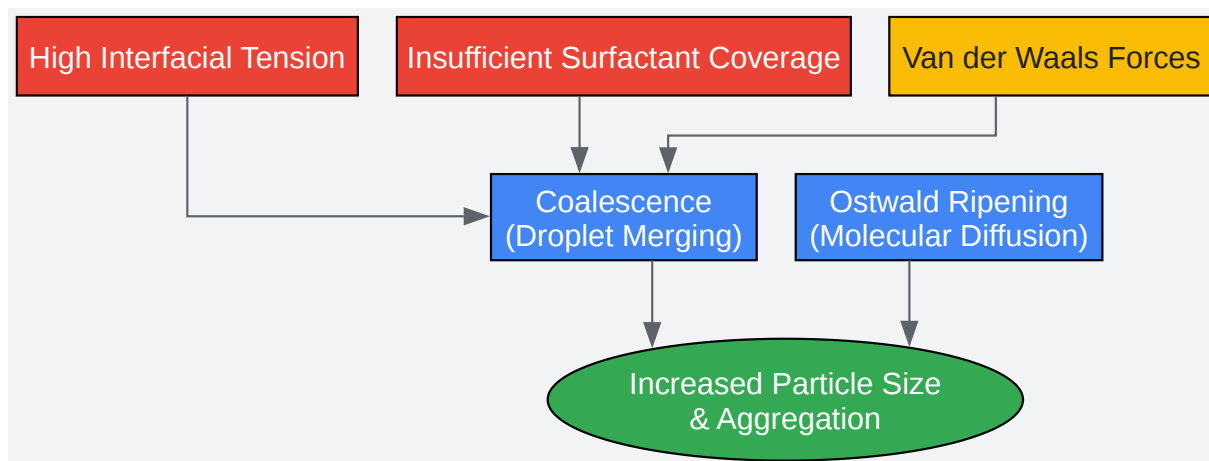 High Interfacial Tension
Insufficient Surfactant Coverage
Van der Waals Forces
Coalescence
(Droplet Merging)
Ostwald Ripening
(Molecular Diffusion)
Increased Particle Size
& Aggregation